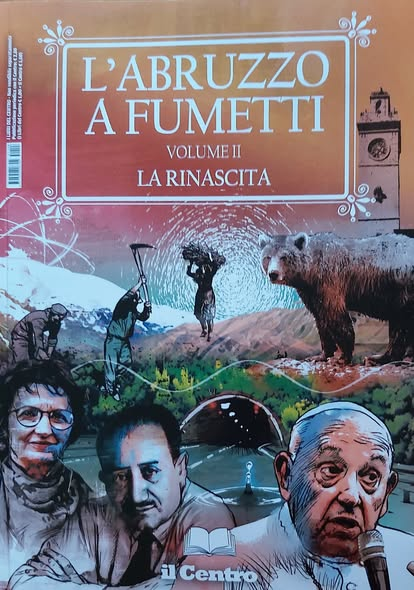 L'ABRUZZO
A FUMETTI
VOLUME II
LA RINASCITA
il Centro